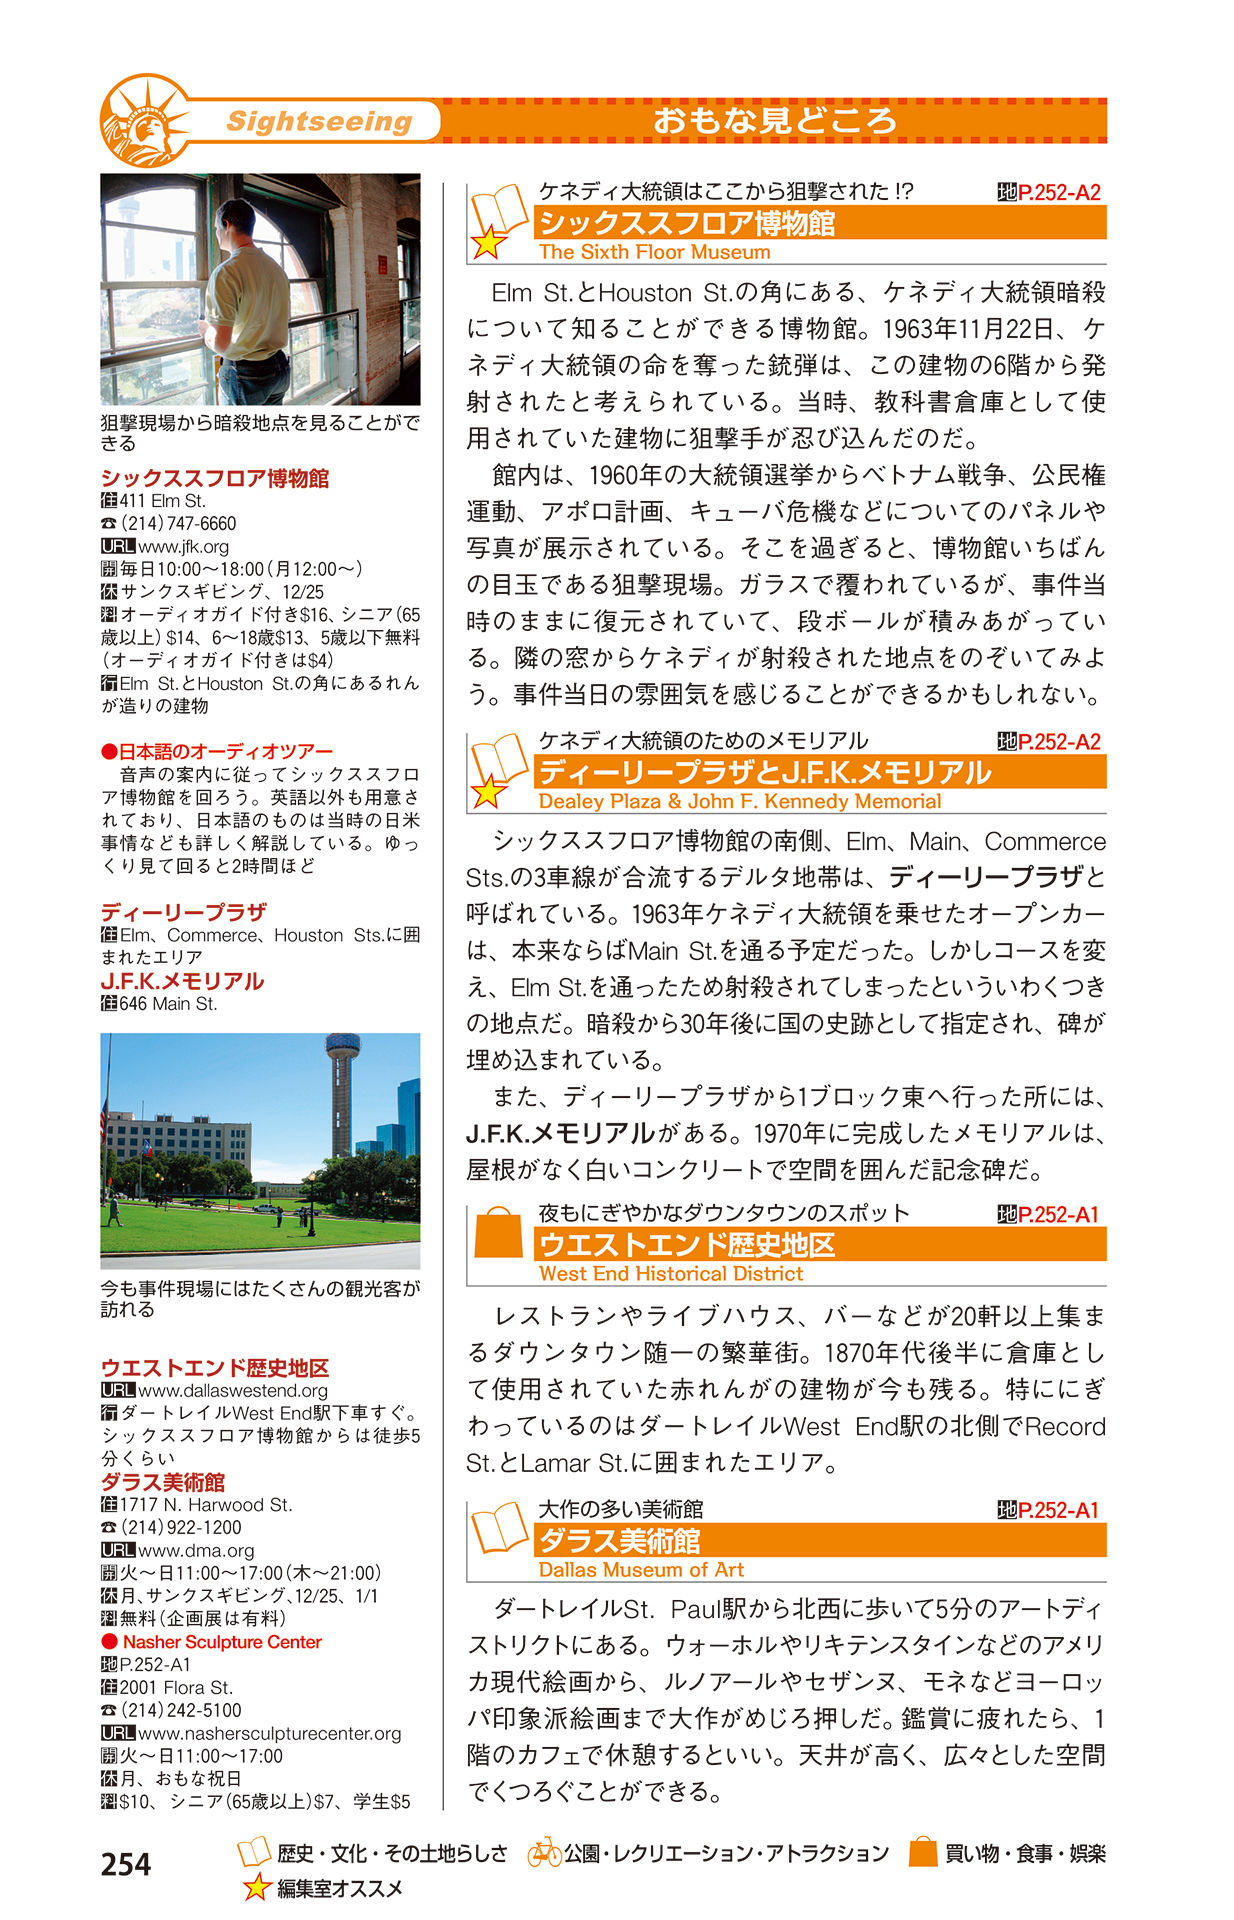 Sightseeing
おもな見どころ
狙撃現場から暗殺地点を見ることがで
きる
シックススフロア博物館
住411 Elm St.
☎(214)747-6660
URL www.jfk.org
開毎日10:00〜18:00(月12:00〜)
休サンクスギビング、12/25
料オーディオガイド付き$16、シニア(65
歳以上)$14、6〜18歳$13、5歳以下無料
(オーディオガイド付きは$4)
行Elm St.とHouston St.の角にあるれん
が造りの建物
●日本語のオーディオツアー
音声の案内に従ってシックススフロ
ア博物館を回ろう。英語以外も用意さ
れており、日本語のものは当時の日米
事情なども詳しく解説している。ゆっ
くり見て回ると2時間ほど
ディーリープラザ
住Elm、Commerce、Houston Sts.に囲
まれたエリア
J.F.K.メモリアル
住646 Main St.
今も事件現場にはたくさんの観光客が
訪れる
ウエストエンド歴史地区
URL www.dallaswestend.org
行ダートレイルWest End駅下車すぐ。
シックススフロア博物館からは徒歩5
分くらい
ダラス美術館
住1717 N. Harwood St.
☎(214)922-1200
URL www.dma.org
開火〜日11:00〜17:00(木〜21:00)
休月、サンクスギビング、12/25、1/1
料無料(企画展は有料)
● Nasher Sculpture Center
地P.252-A1
住2001 Flora St.
☎(214)242-5100
URL www.nashersculpturecenter.org
開火〜日11:00〜17:00
休月、おもな祝日
料$10、シニア(65歳以上)$7、学生$5
ケネディ大統領はここから狙撃された!? 地P.252-A2
シックススフロア博物館
The Sixth Floor Museum
Elm St.とHouston St.の角にある、ケネディ大統領暗殺
について知ることができる博物館。1963年11月22日、ケ
ネディ大統領の命を奪った銃弾は、この建物の6階から発
射されたと考えられている。当時、教科書倉庫として使
用されていた建物に狙撃手が忍び込んだのだ。
館内は、1960年の大統領選挙からベトナム戦争、公民権
運動、アポロ計画、キューバ危機などについてのパネルや
写真が展示されている。そこを過ぎると、博物館いちばん
の目玉である狙撃現場。ガラスで覆われているが、事件当
時のままに復元されていて、段ボールが積みあがってい
る。隣の窓からケネディが射殺された地点をのぞいてみよ
う。事件当日の雰囲気を感じることができるかもしれない。
ケネディ大統領のためのメモリアル 地P.252-A2
ディーリープラザとJ.F.K.メモリアル
Dealey Plaza & John F. Kennedy Memorial
シックススフロア博物館の南側、Elm、Main、Commerce
Sts.の3車線が合流するデルタ地帯は、ディーリープラザと
呼ばれている。1963年ケネディ大統領を乗せたオープンカー
は、本来ならばMain St.を通る予定だった。しかしコースを変
え、Elm St.を通ったため射殺されてしまったといういわくつき
の地点だ。暗殺から30年後に国の史跡として指定され、碑が
埋め込まれている。
また、ディーリープラザから1ブロック東へ行った所には、
J.F.K.メモリアルがある。1970年に完成したメモリアルは、
屋根がなく白いコンクリートで空間を囲んだ記念碑だ。
夜もにぎやかなダウンタウンのスポット 地P.252-A1
ウエストエンド歴史地区
West End Historical District
レストランやライブハウス、バーなどが20軒以上集ま
るダウンタウン随一の繁華街。1870年代後半に倉庫とし
て使用されていた赤れんがの建物が今も残る。特ににぎ
わっているのはダートレイルWest End駅の北側でRecord
St.とLamar St.に囲まれたエリア。
大作の多い美術館 地P.252-A1
ダラス美術館
Dallas Museum of Art
ダートレイルSt. Paul駅から北西に歩いて5分のアートディ
ストリクトにある。ウォーホルやリキテンスタインなどのアメリ
カ現代絵画から、ルノアールやセザンヌ、モネなどヨーロッ
パ印象派絵画まで大作がめじろ押しだ。鑑賞に疲れたら、1
階のカフェで休憩するといい。天井が高く、広々とした空間
でくつろぐことができる。
254
歴史・文化・その土地らしさ 公園・レクリエーション・アトラクション 買い物・食事・娯楽
編集室オススメ